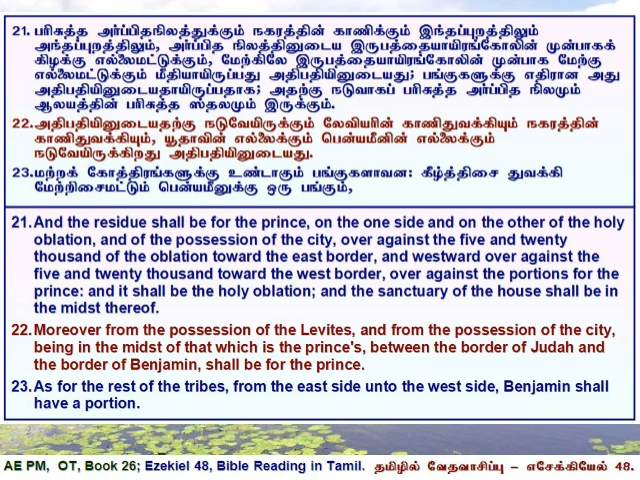 21. பரிசுத்த அர்ப்பிதநிலத்துக்கும் நகரத்தின் காணிக்கும் இந்தப்புறத்திலும்
அந்தப்புறத்திலும், அர்ப்பித நிலத்தினுடைய இருபத்தையாயிரங்கோலின் முன்பாகக்
கிழக்கு எல்லைமட்டுக்கும், மேற்கிலே இருபத்தையாயிரங்கோலின் முன்பாக மேற்கு
எல்லைமட்டுக்கும் மீதியாயிருப்பது அதிபதியினுடையது; பங்குகளுக்கு எதிரான அது
அதிபதியினுடையதாயிருப்பதாக; அதற்கு நடுவாகப் பரிசுத்த அர்ப்பித நிலமும்
ஆலயத்தின் பரிசுத்த ஸ்தலமும் இருக்கும்.
22.அதிபதியினுடையதற்கு நடுவேயிருக்கும் லேவியரின் காணிதுவக்கியும் நகரத்தின்
காணிதுவக்கியும், யூதாவின் எல்லைக்கும் பென்யமீனின் எல்லைக்கும்
நடுவேயிருக்கிறது அதிபதியினுடையது.
23.மற்றக் கோத்திரங்களுக்கு உண்டாகும் பங்குகளாவன: கீழ்த்திசை துவக்கி
மேற்றிசைமட்டும் பென்யமீனுக்கு ஒரு பங்கும்,
21. And the residue shall be for the prince, on the one side and on the other of the holy
oblation, and of the possession of the city, over against the five and twenty
thousand of the oblation toward the east border, and westward over against the
five and twenty thousand toward the west border, over against the portions for the
prince: and it shall be the holy oblation; and the sanctuary of the house shall be in
the midst thereof.
22. Moreover from the possession of the Levites, and from the possession of the city,
being in the midst of that which is the prince's, between the border of Judah and
the border of Benjamin, shall be for the prince.
23. As for the rest of the tribes, from the east side unto the west side, Benjamin shall
have a portion.
AE PM, OT, Book 26; Ezekiel 48, Bible Reading in Tamil. தமிழில் வேதவாசிப்பு – எசேக்கியேல் 48.